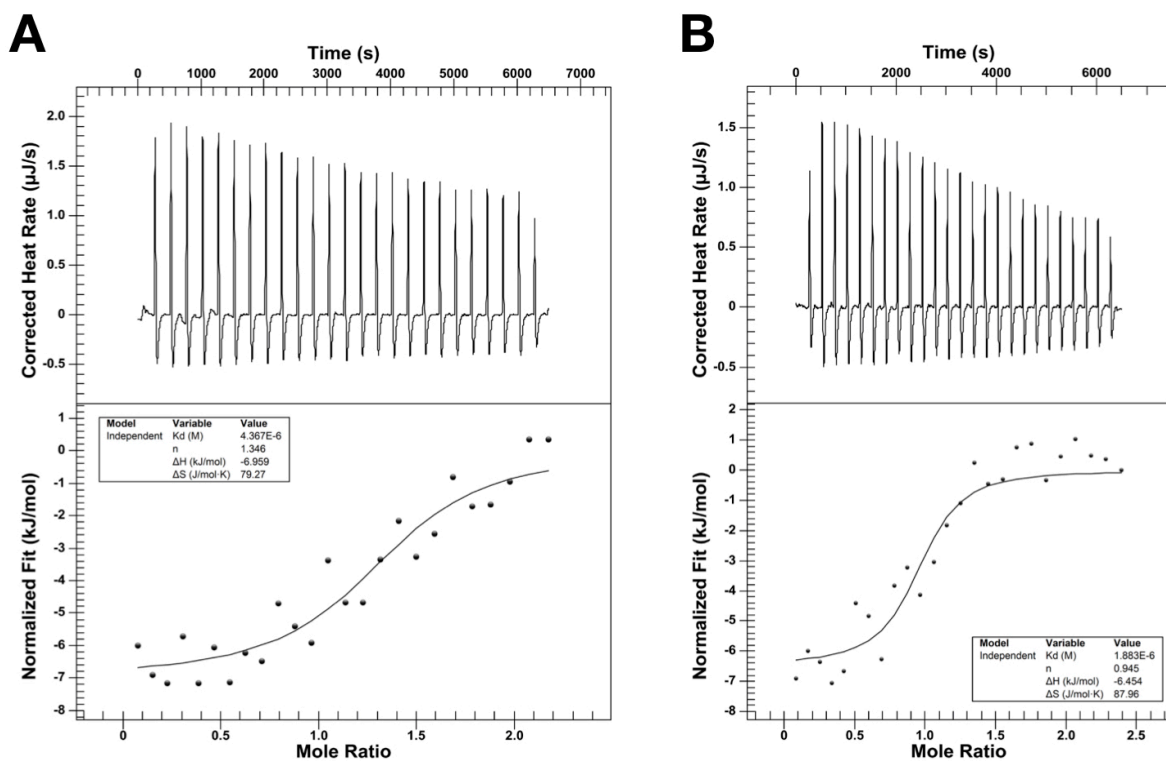 A
Time (s)
0 1000 2000 3000 4000 5000 6000 7000
Corrected Heat Rate (µJ/s)
2.0
1.5
1.0
0.5
0
-0.5
Normalized Fit (kJ/mol)
1
0
-1
-2
-3
-4
-5
-6
-7
-8
Model Variable Value
Independent Kd (M) 4.367E-6
n 1.346
ΔH (kJ/mol) -6.959
ΔS (J/mol·K) 79.27
0 0.5 1.0 1.5 2.0
Mole Ratio
B
Time (s)
0 2000 4000 6000
Corrected Heat Rate (µJ/s)
1.5
1.0
0.5
0
-0.5
Normalized Fit (kJ/mol)
2
1
0
-1
-2
-3
-4
-5
-6
-7
-8
Model Variable Value
Independent Kd (M) 1.883E-6
n 0.945
ΔH (kJ/mol) -6.454
ΔS (J/mol·K) 87.96
0 0.5 1.0 1.5 2.0 2.5
Mole Ratio